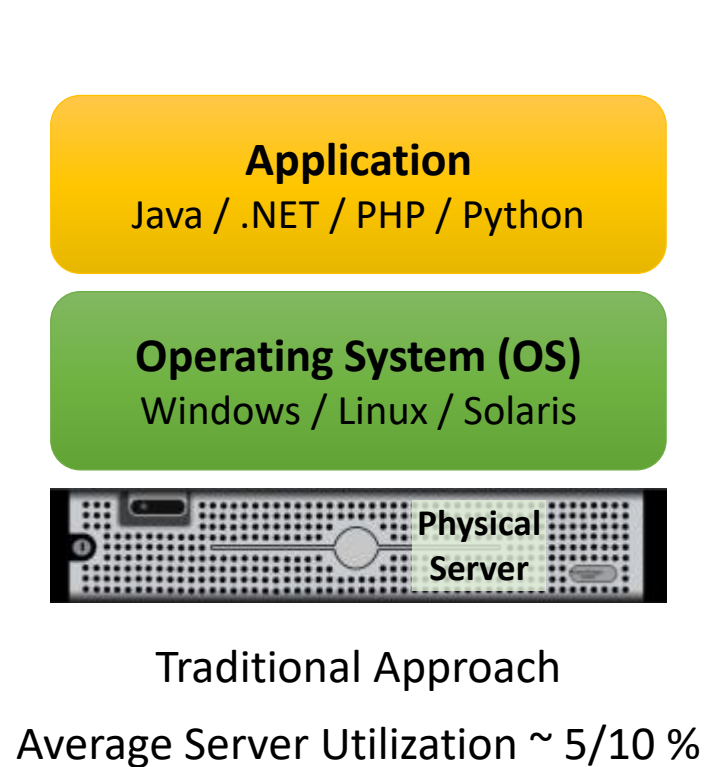 Application
Java / .NET / PHP / Python
Operating System (OS)
Windows / Linux / Solaris
Physical
Server
Traditional Approach
Average Server Utilization ~ 5/10 %